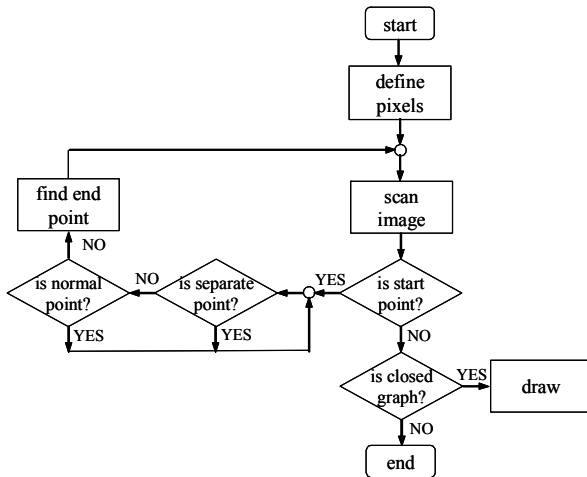 start
define
pixels
find end
point
scan
image
NO
is normal
point?
NO
is separate
point?
YES
is start
point?
YES
YES
NO
is closed
graph?
YES
draw
NO
end